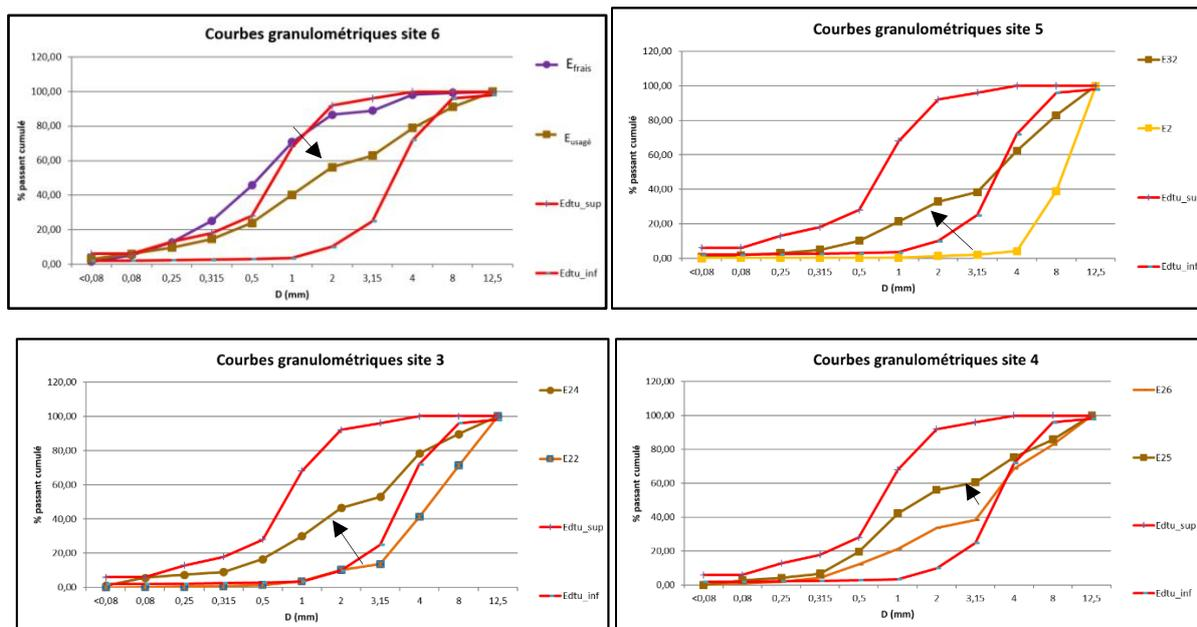 Courbes granulométriques site 6
120,00
100,00
80,00
60,00
40,00
20,00
0,00
% passant cumulé
<0,08 0,08 0,25 0,315 0,5 1 2 3,15 4 8 12,5
D (mm)
Efrais
Eusagé
Edtu_sup
Edtu_inf
Courbes granulométriques site 5
120,00
100,00
80,00
60,00
40,00
20,00
0,00
% passant cumulé
<0,08 0,08 0,25 0,315 0,5 1 2 3,15 4 8 12,5
D (mm)
E32
E2
Edtu_sup
Edtu_inf
Courbes granulométriques site 3
120,00
100,00
80,00
60,00
40,00
20,00
0,00
% passant cumulé
<0,08 0,08 0,25 0,315 0,5 1 2 3,15 4 8 12,5
D (mm)
E24
E22
Edtu_sup
Edtu_inf
Courbes granulométriques site 4
120,00
100,00
80,00
60,00
40,00
20,00
0,00
% passant cumulé
<0,08 0,08 0,25 0,315 0,5 1 2 3,15 4 8 12,5
D (mm)
E26
E25
Edtu_sup
Edtu_inf